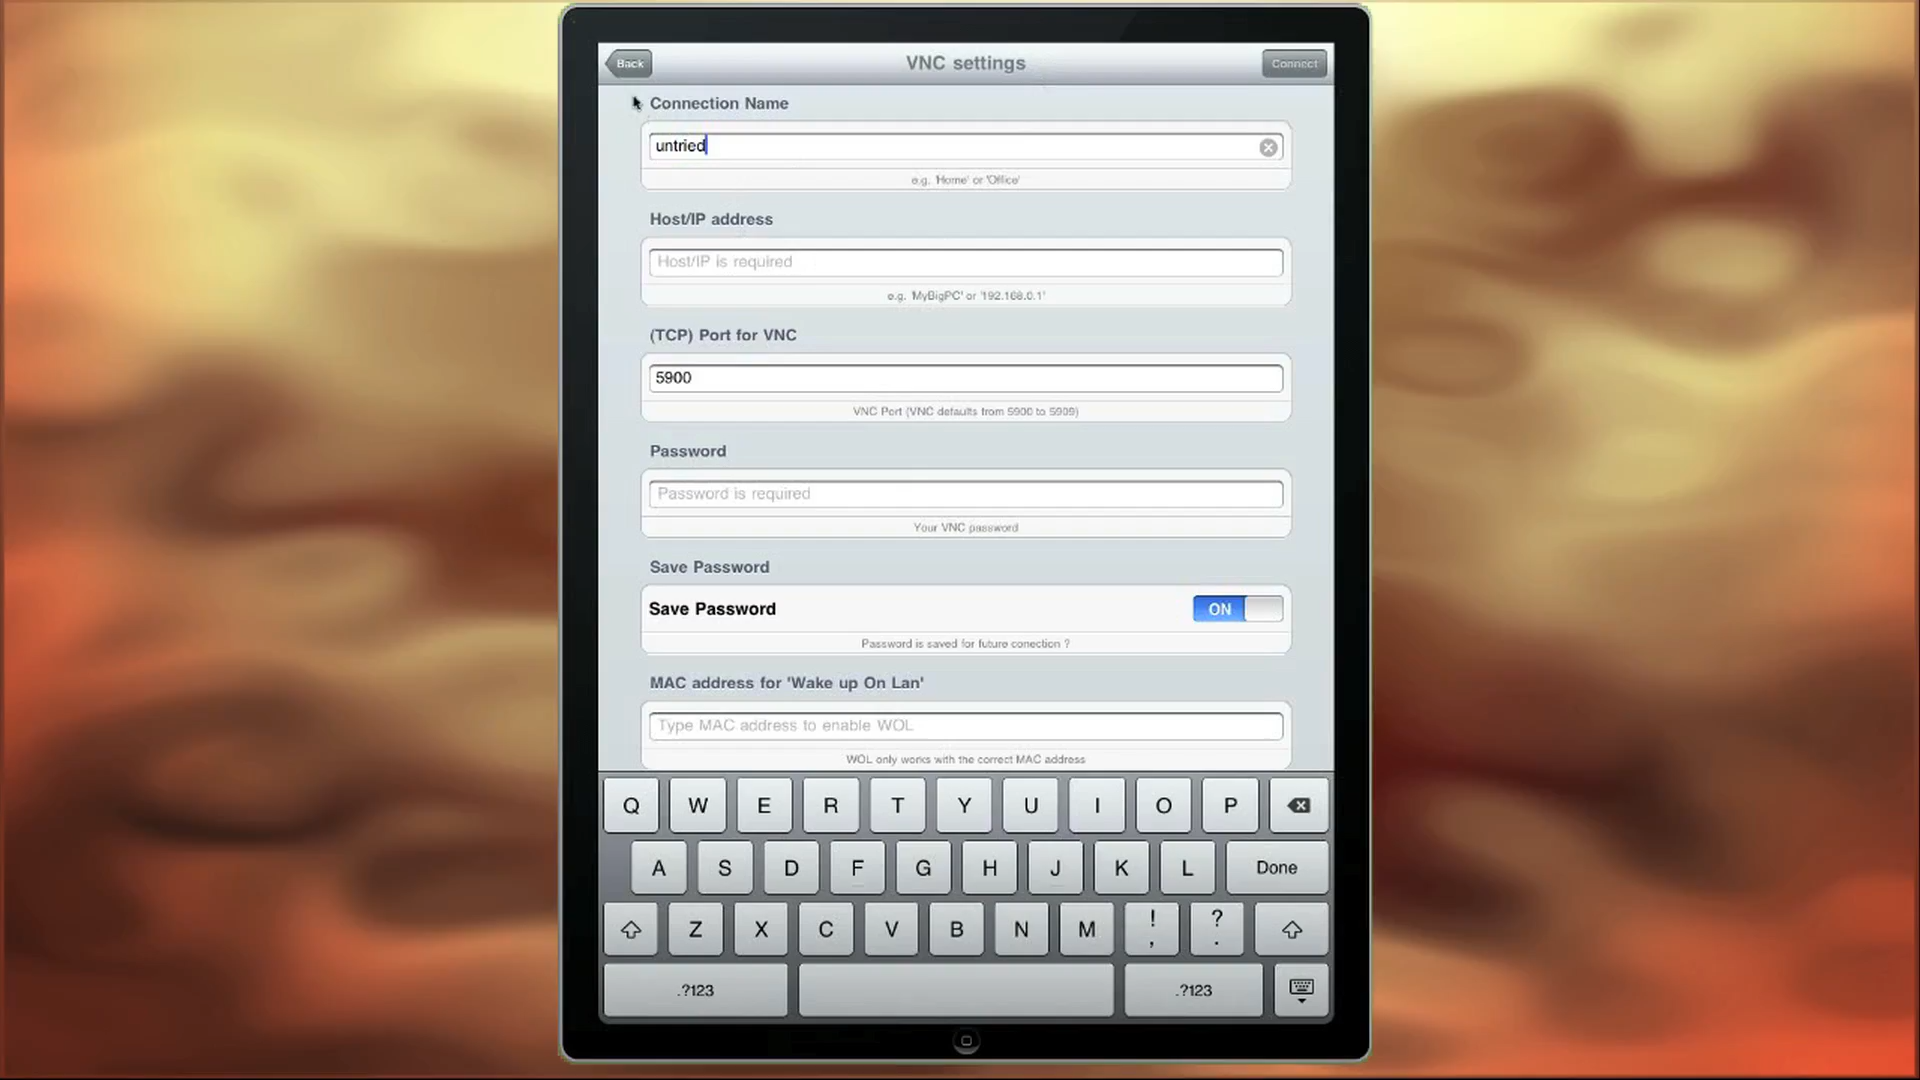 Back
VNC settings
Connect
Connection Name
untried
e.g. 'Home' or 'Office'
Host/IP address
Host/IP is required
e.g. 'MyBigPC' or '192.168.0.1'
(TCP) Port for VNC
5900
VNC Port (VNC defaults from 5900 to 5909)
Password
Password is required
Your VNC password
Save Password
Save Password
ON
Password is saved for future conection ?
MAC address for 'Wake up On Lan'
Type MAC address to enable WOL
WOL only works with the correct MAC address
Q W E R T Y U I O P
A S D F G H J K L Done
Z X C V B N M ! , ? .
.?123 .?123